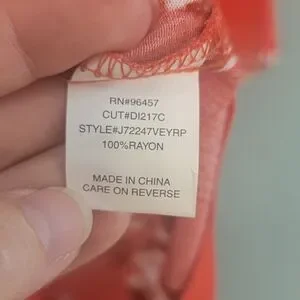 RN#96457
CUT#DI217C
STYLE#J72247VEYRP
100%RAYON
MADE IN CHINA
CARE ON REVERSE